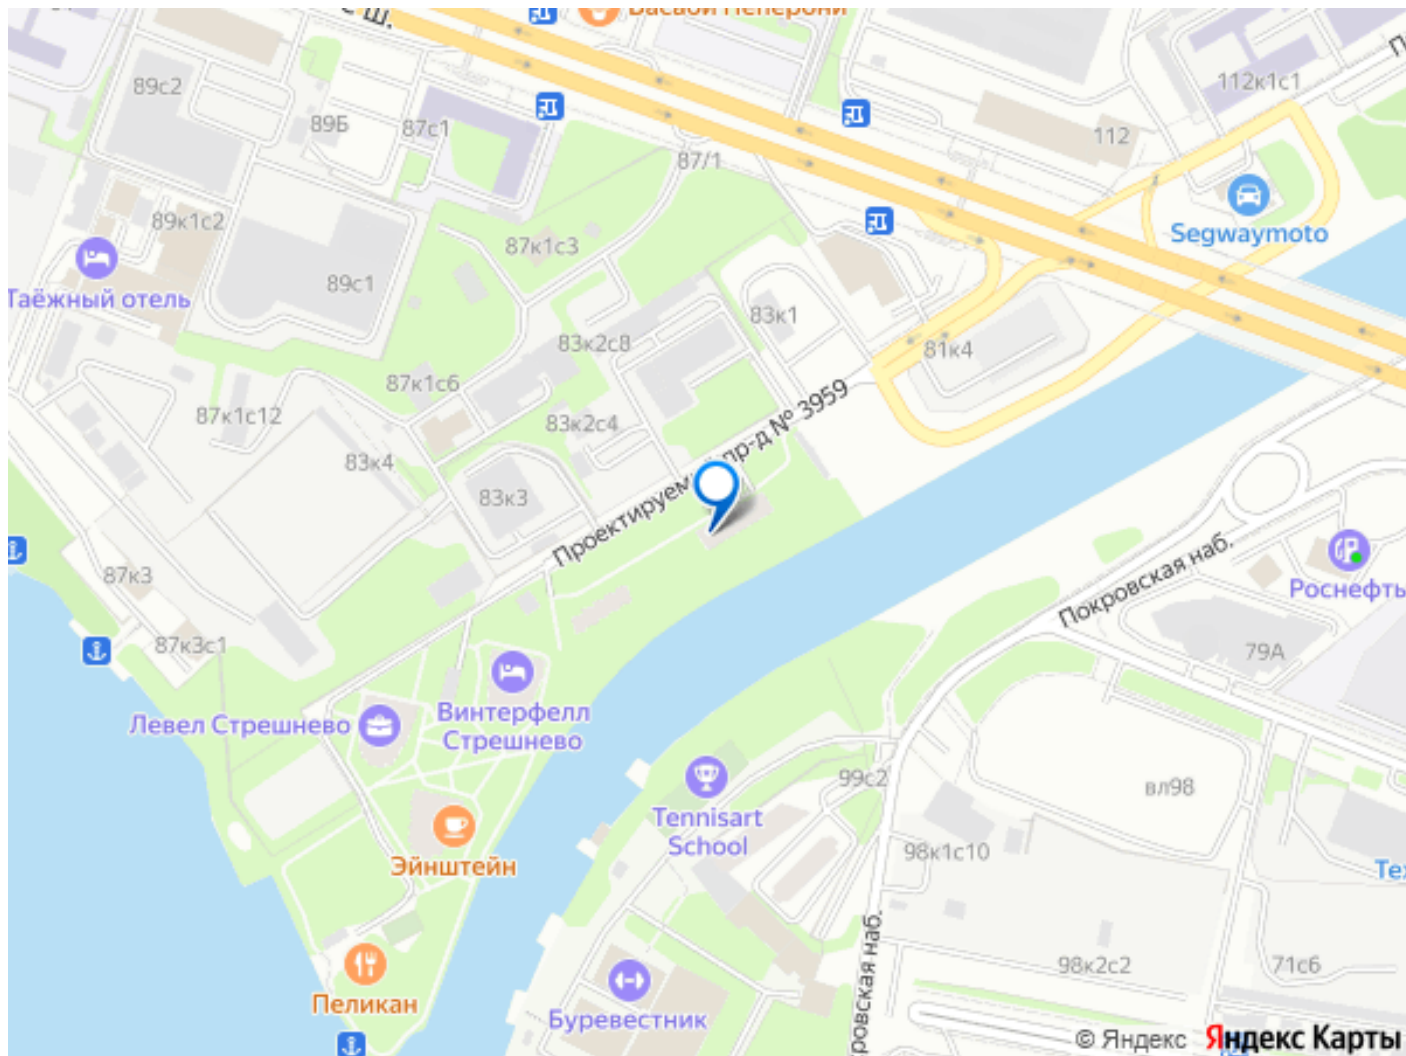 ш.
89с2
89Б
87с1
112к1с1
112
87/1
89к1с2
87к1с3
Segwaymoto
Таёжный отель
89с1
83к1
83к2с8
81к4
87к1с6
87к1с12
83к2с4
83к4
83к3
пр-д № 3959
87к3
Покровская наб.
Роснефть
87к3с1
79А
Левел Стрешнево
Винтерфелл
Стрешнево
99с2
вл98
Tennisart
School
98к1с10
Эйнштейн
98к2с2
71с6
Пеликан
Буревестник
© Яндекс
Яндекс Карты